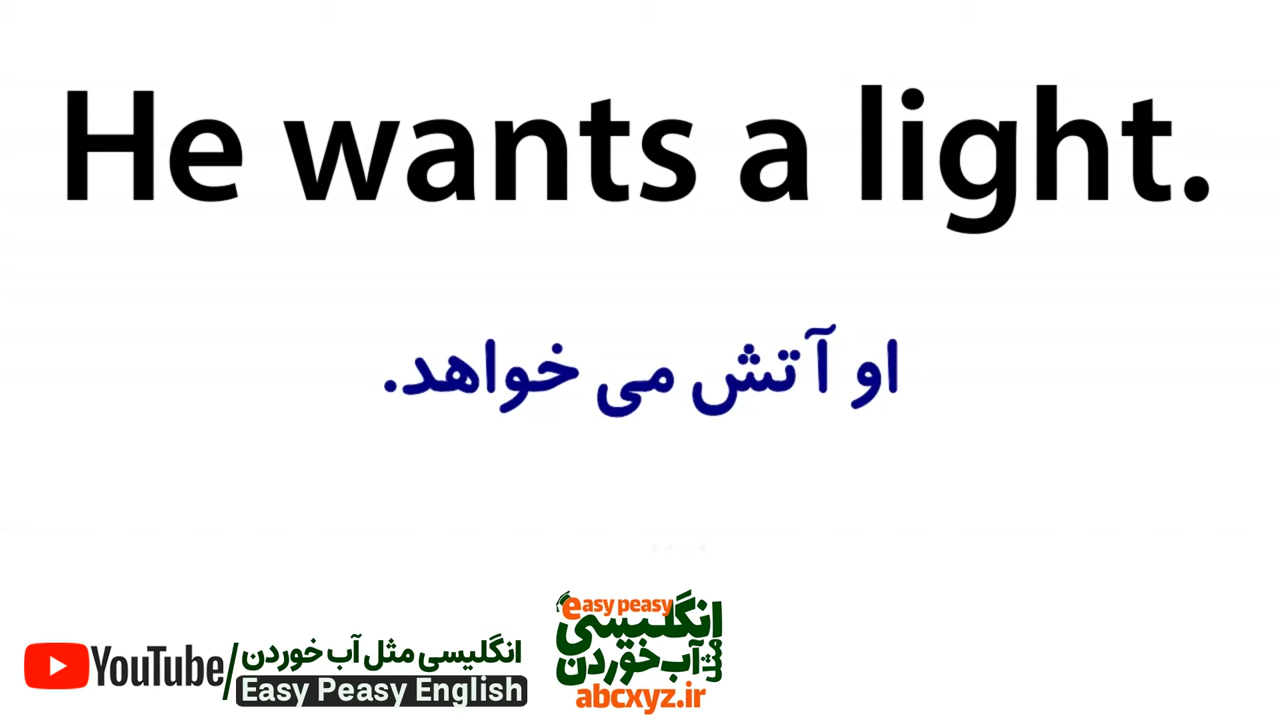 He wants a light.
او آتش می خواهد.
YouTube/انگلیسی مثل آب خوردن
Easy Peasy English
easy peasy
انگلیسی
مثل
آب خوردن
abcxyz.ir